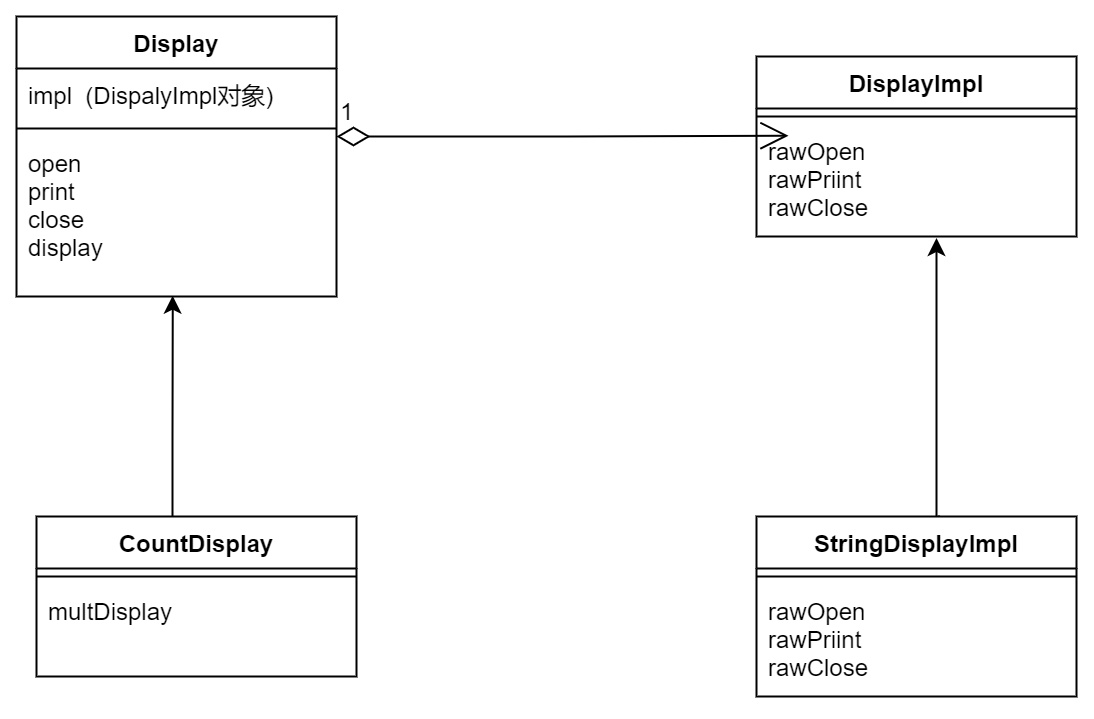 Display
impl (DispalyImpl对象)
open
print
close
display
1
DisplayImpl
rawOpen
rawPriint
rawClose
CountDisplay
multDisplay
StringDisplayImpl
rawOpen
rawPriint
rawClose